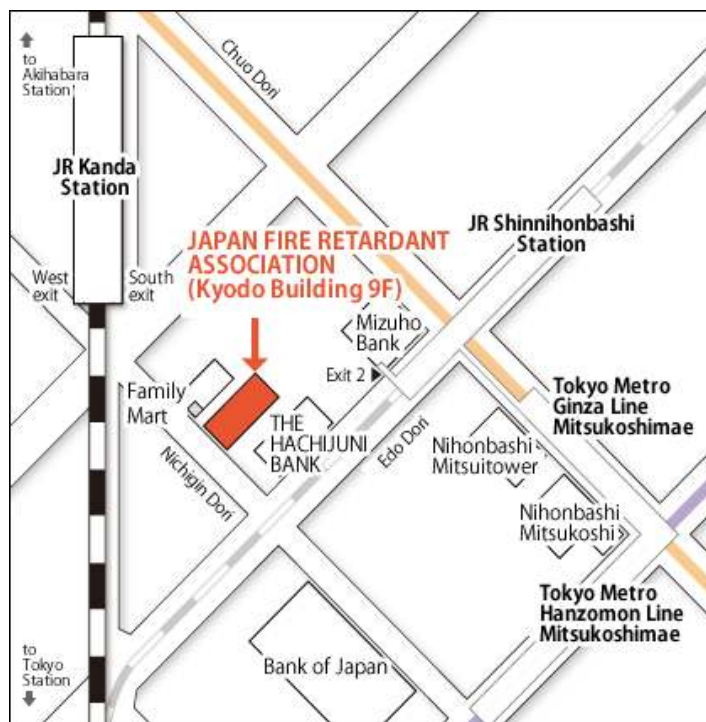 to
Akihabara
Station
Chuo Dori
JR Kanda
Station
JR Shinnihonbashi
Station
JAPAN FIRE RETARDANT
ASSOCIATION
(Kyodo Building 9F)
West
exit
South
exit
Mizuho
Bank
Exit 2
Family
Mart
THE
HACHIJUNI
BANK
Edo Dori
Nichigin Dori
Tokyo Metro
Ginza Line
Mitsukoshimae
Nihonbashi
Mitsuitower
Nihonbashi
Mitsukoshi
Tokyo Metro
Hanzomon Line
Mitsukoshimae
Bank of Japan
to
Tokyo
Station